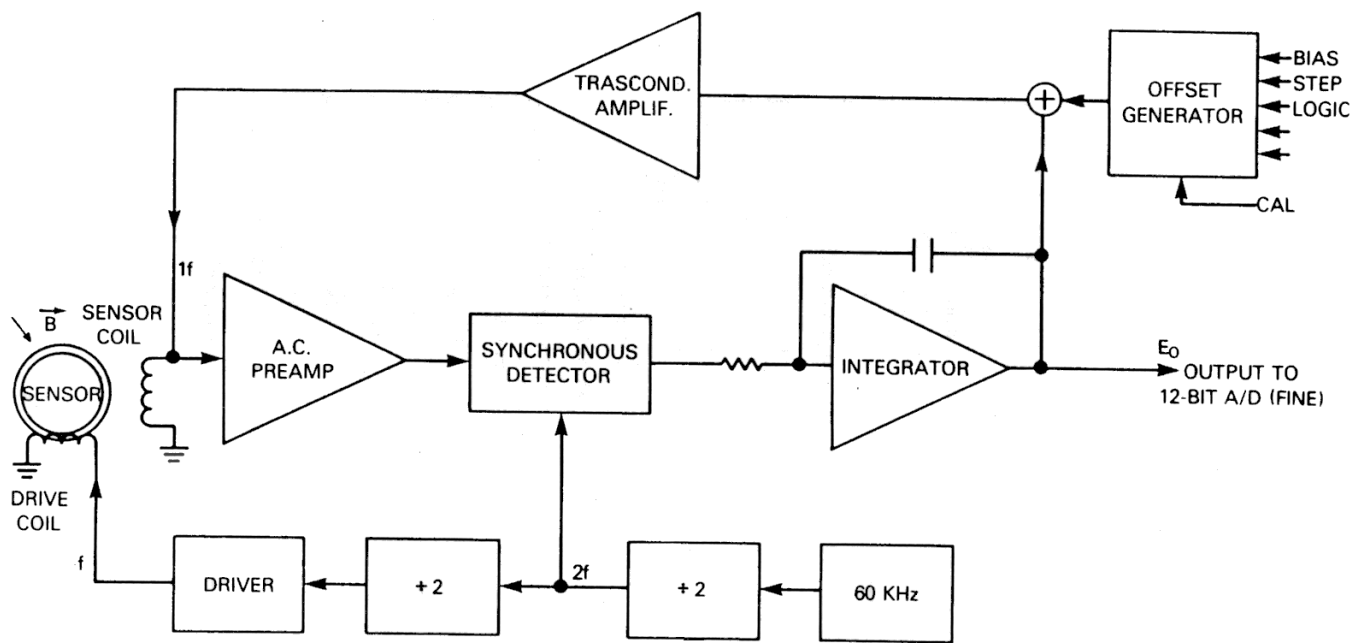 TRASCOND.
AMPLIF.
+
OFFSET
GENERATOR
BIAS
STEP
LOGIC
CAL
1f
B
SENSOR
COIL
SENSOR
A.C.
PREAMP
SYNCHRONOUS
DETECTOR
INTEGRATOR
E₀
OUTPUT TO
12-BIT A/D (FINE)
DRIVE
COIL
f
DRIVER
÷ 2
2f
÷ 2
60 KHz